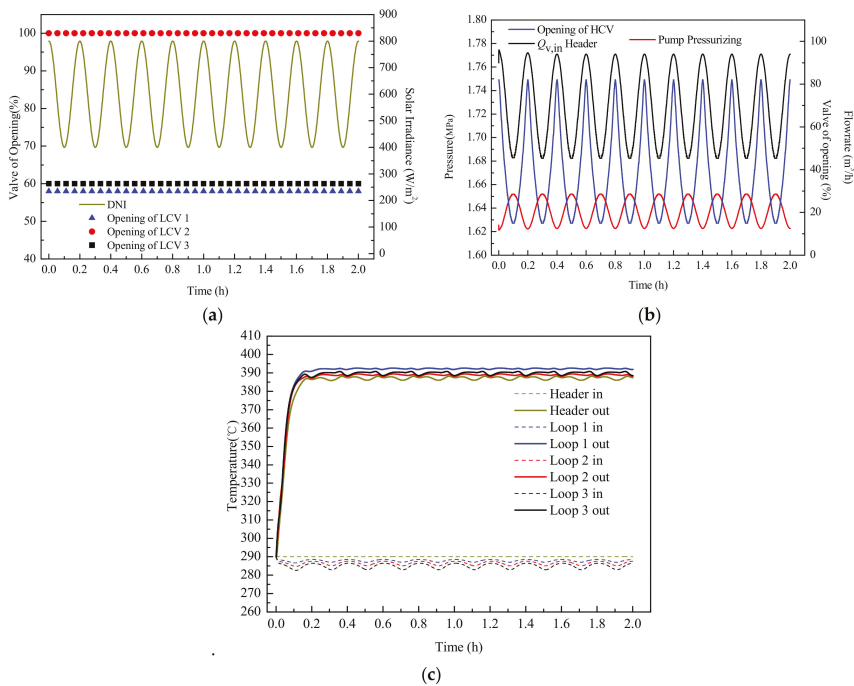 100
90
80
70
60
50
40
Valve of Opening(%)
900
800
700
600
500
400
300
200
100
0
Solar Irradiance (W/m²)
DNI
Opening of LCV 1
Opening of LCV 2
Opening of LCV 3
0.0 0.2 0.4 0.6 0.8 1.0 1.2 1.4 1.6 1.8 2.0
Time (h)
(a)
1.80
1.78
1.76
1.74
1.72
1.70
1.68
1.66
1.64
1.62
1.60
Pressure(MPa)
Opening of HCV
Qv,in Header
Pump Pressurizing
100
80
60
40
20
0
Valve of opening (%)
Flowrate (m³/h)
0.0 0.2 0.4 0.6 0.8 1.0 1.2 1.4 1.6 1.8 2.0
Time (h)
(b)
410
400
390
380
370
360
350
340
330
320
310
300
290
280
270
260
Temperature(℃)
Header in
Header out
Loop 1 in
Loop 1 out
Loop 2 in
Loop 2 out
Loop 3 in
Loop 3 out
0.0 0.2 0.4 0.6 0.8 1.0 1.2 1.4 1.6 1.8 2.0
Time (h)
.
(c)